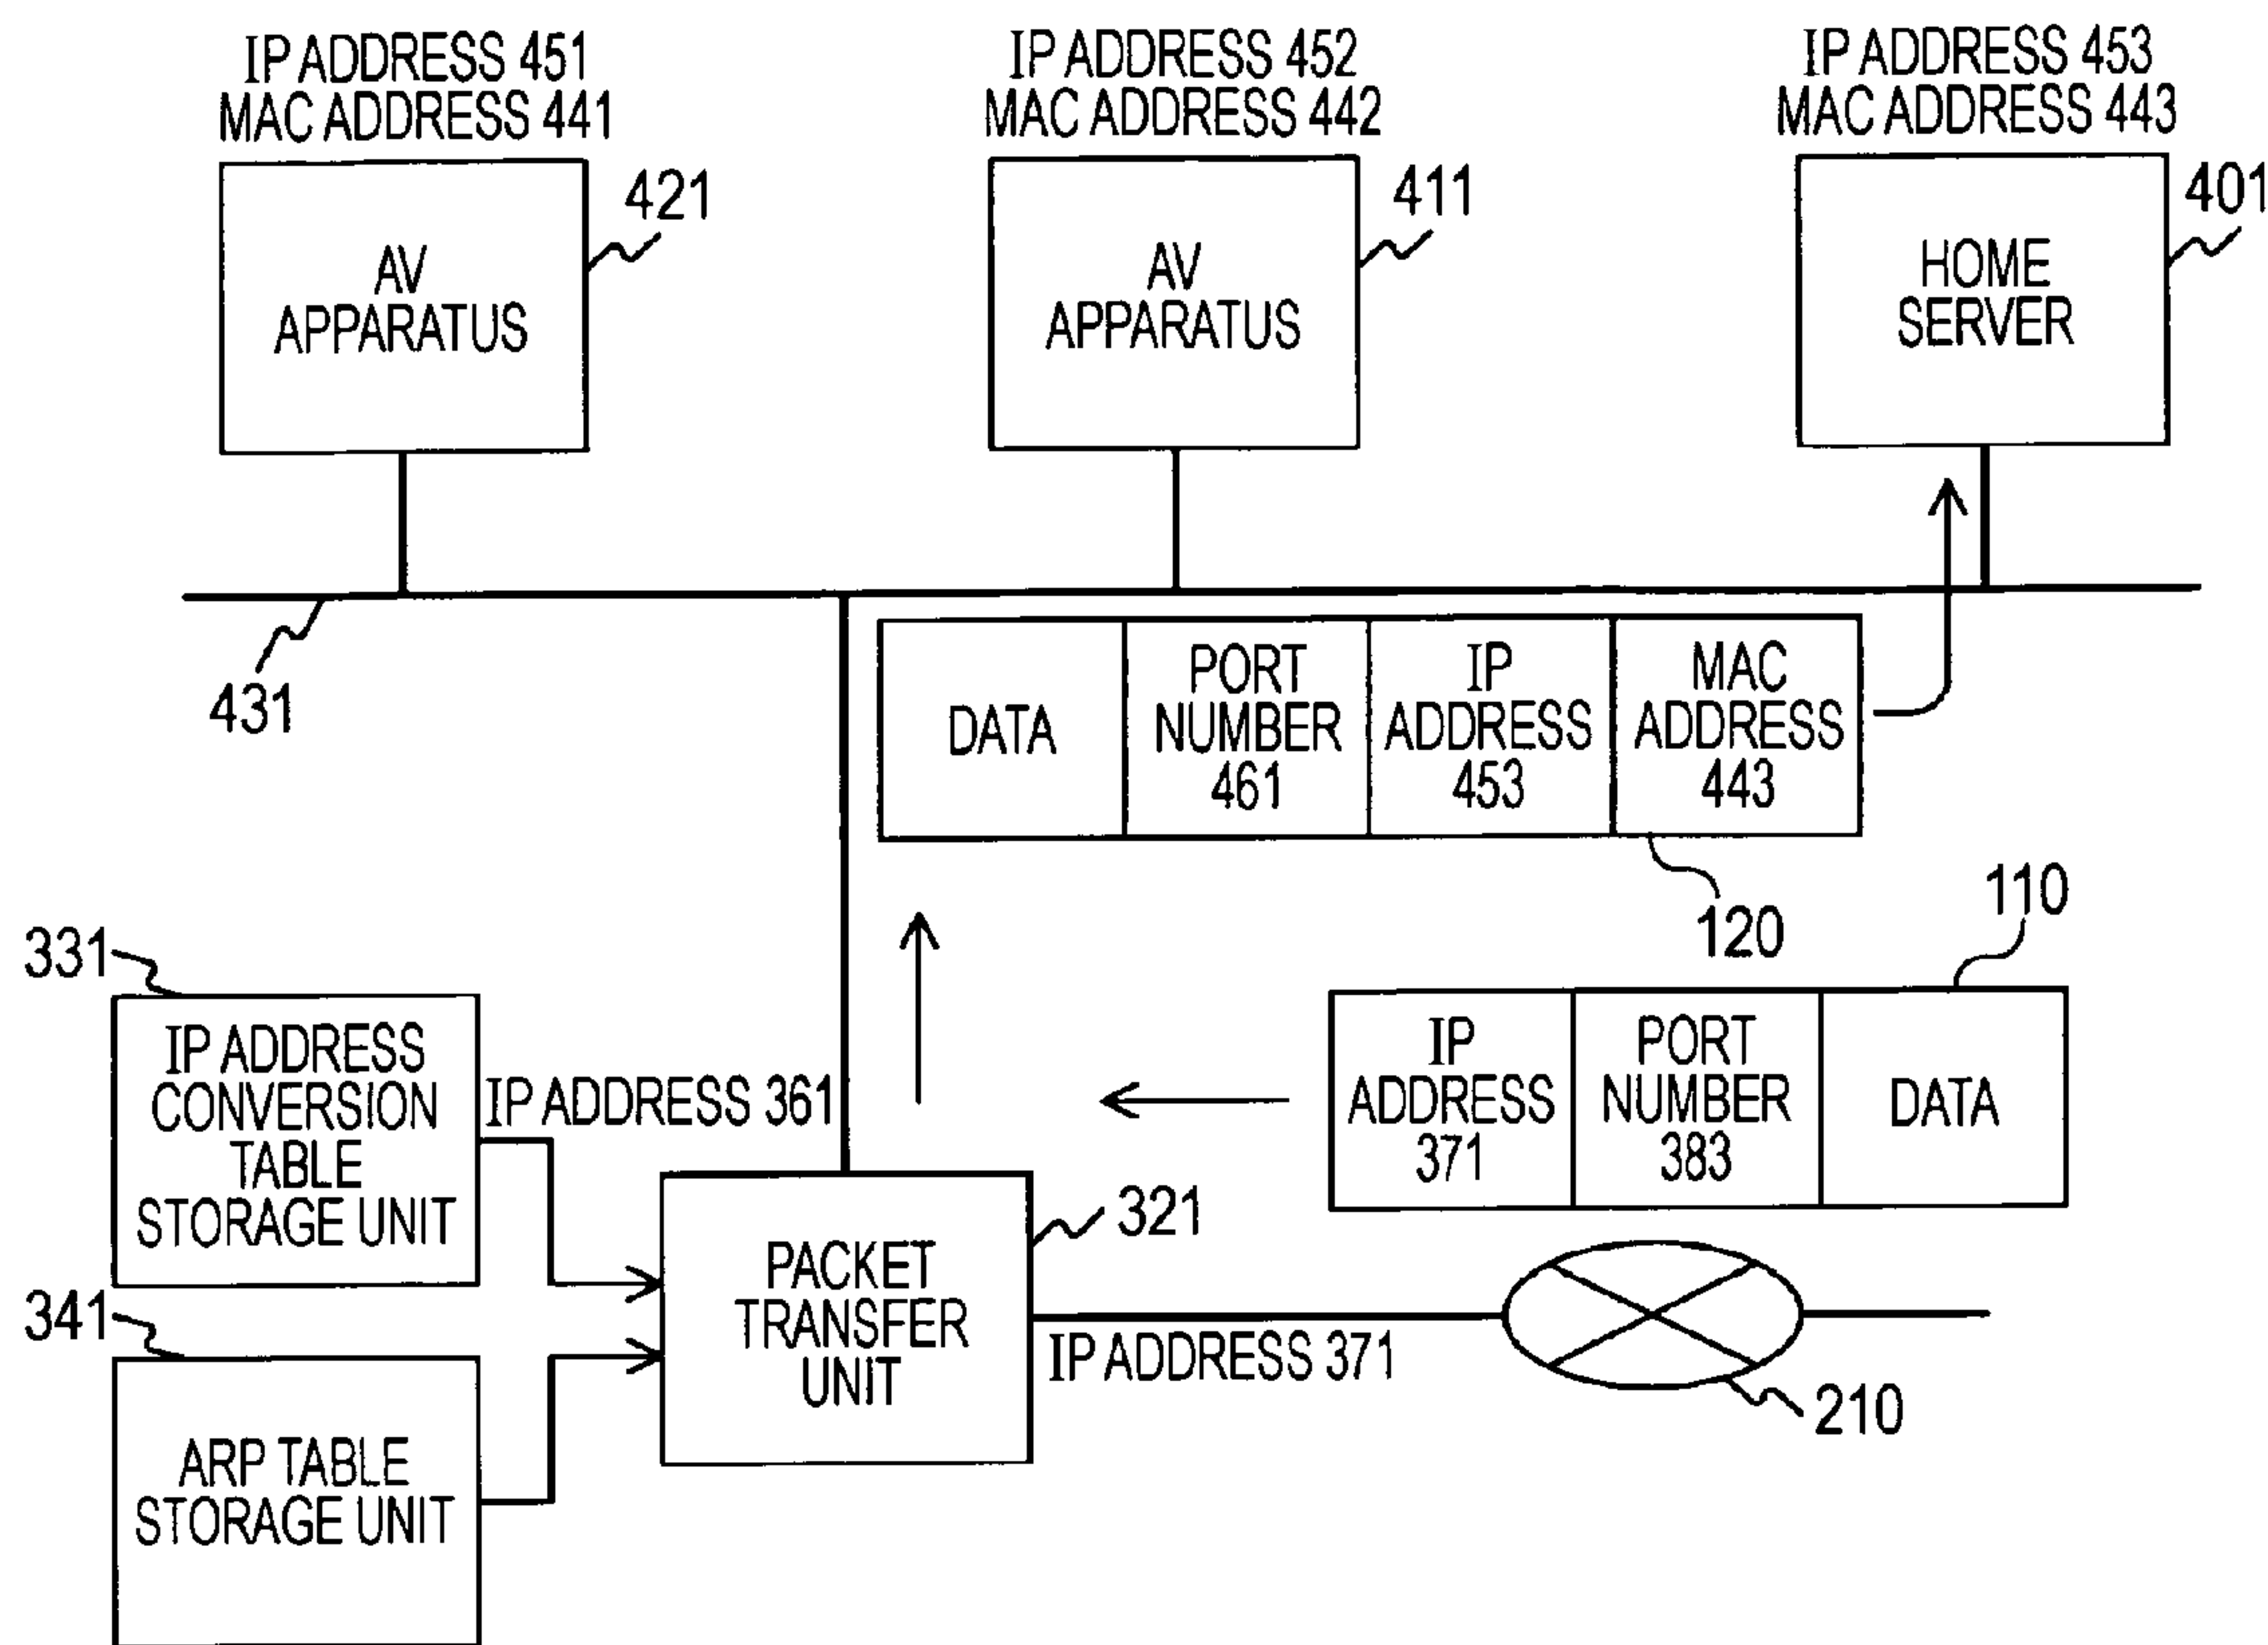 IP ADDRESS 451
MAC ADDRESS 441
IP ADDRESS 452
MAC ADDRESS 442
IP ADDRESS 453
MAC ADDRESS 443
421
411
401
AV
APPARATUS
AV
APPARATUS
HOME
SERVER
431
DATA
PORT
NUMBER
461
IP
ADDRESS
453
MAC
ADDRESS
443
120
110
331
IP ADDRESS
CONVERSION
TABLE
STORAGE UNIT
IP ADDRESS 361
IP
ADDRESS
371
PORT
NUMBER
383
DATA
321
341
PACKET
TRANSFER
UNIT
IP ADDRESS 371
210
ARP TABLE
STORAGE UNIT